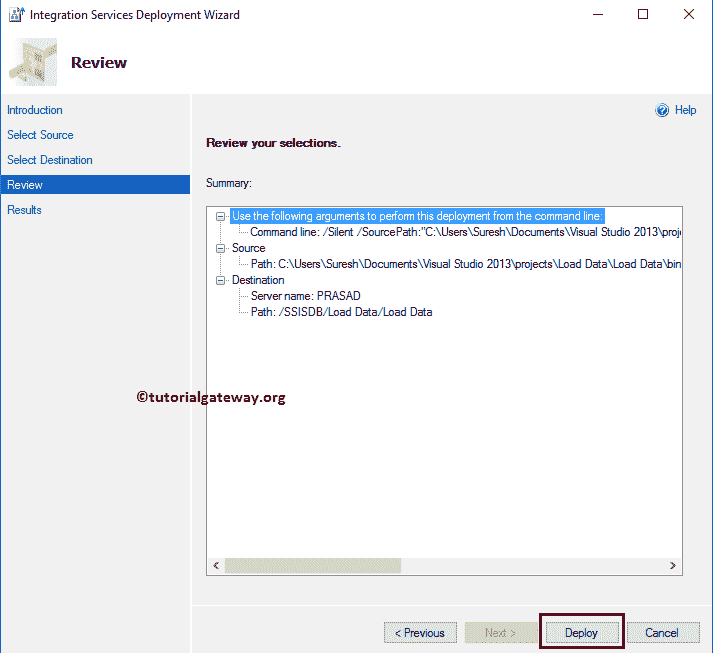 Integration Services Deployment Wizard
Review
Introduction
Select Source
Select Destination
Review
Results
Help
Review your selections.
Summary:
Use the following arguments to perform this deployment from the command line:
Command line: /Silent /SourcePath:"C:\Users\Suresh\Documents\Visual Studio 2013\proje
Source
Path: C:\Users\Suresh\Documents\Visual Studio 2013\projects\Load Data\Load Data\bin
Destination
Server name: PRASAD
Path: /SSISDB/Load Data/Load Data
©tutorialgateway.org
< Previous
Next >
Deploy
Cancel